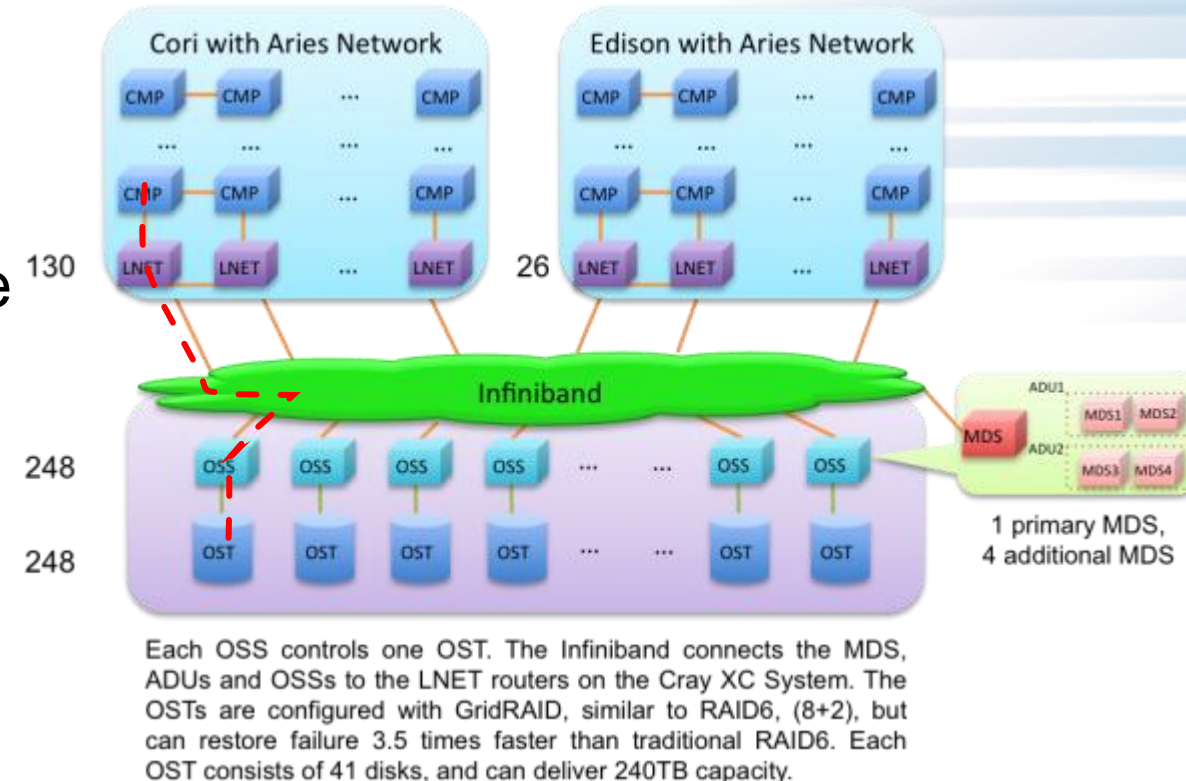 Cori with Aries Network
Edison with Aries Network
CMP CMP ... CMP
CMP CMP ... CMP
... ... ... ...
... ... ... ...
CMP CMP ... CMP
CMP CMP ... CMP
e
130 LNET LNET ... LNET
26 LNET LNET ... LNET
Infiniband
ADU1
MDS1 MDS2
MDS
ADU2
MDS3 MDS4
1 primary MDS,
4 additional MDS
248 OSS OSS OSS OSS ... ... OSS OSS
248 OST OST OST OST ... ... OST OST
Each OSS controls one OST. The Infiniband connects the MDS,
ADUs and OSSs to the LNET routers on the Cray XC System. The
OSTs are configured with GridRAID, similar to RAID6, (8+2), but
can restore failure 3.5 times faster than traditional RAID6. Each
OST consists of 41 disks, and can deliver 240TB capacity.